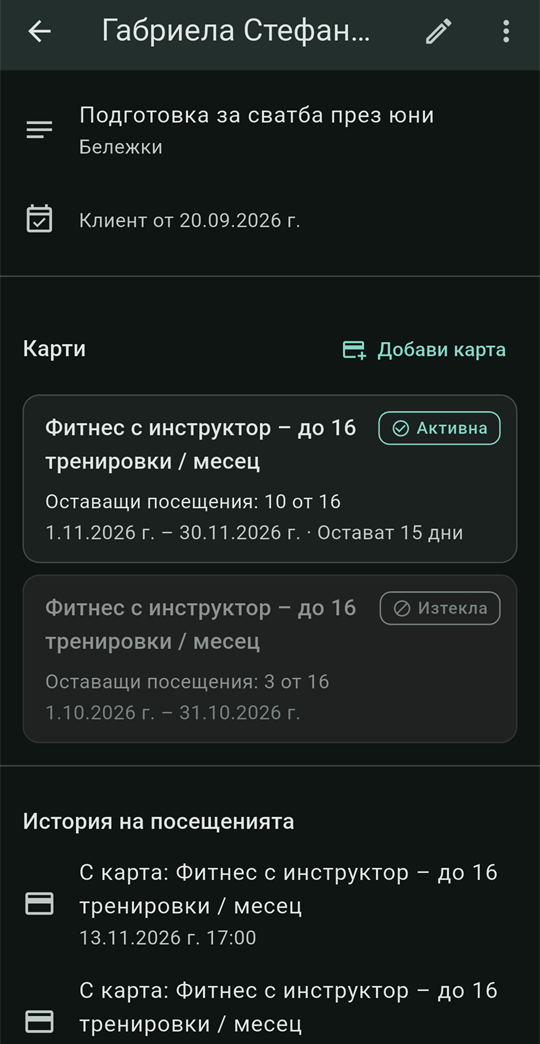 Габриела Стефан...
Подготовка за сватба през юни
Бележки
Клиент от 20.09.2026 г.
Карти
Добави карта
Фитнес с инструктор – до 16
тренировки / месец
Активна
Оставащи посещения: 10 от 16
1.11.2026 г. – 30.11.2026 г. · Остават 15 дни
Фитнес с инструктор – до 16
тренировки / месец
Изтекла
Оставащи посещения: 3 от 16
1.10.2026 г. – 31.10.2026 г.
История на посещенията
С карта: Фитнес с инструктор – до 16
тренировки / месец
13.11.2026 г. 17:00
С карта: Фитнес с инструктор – до 16
тренировки / месец